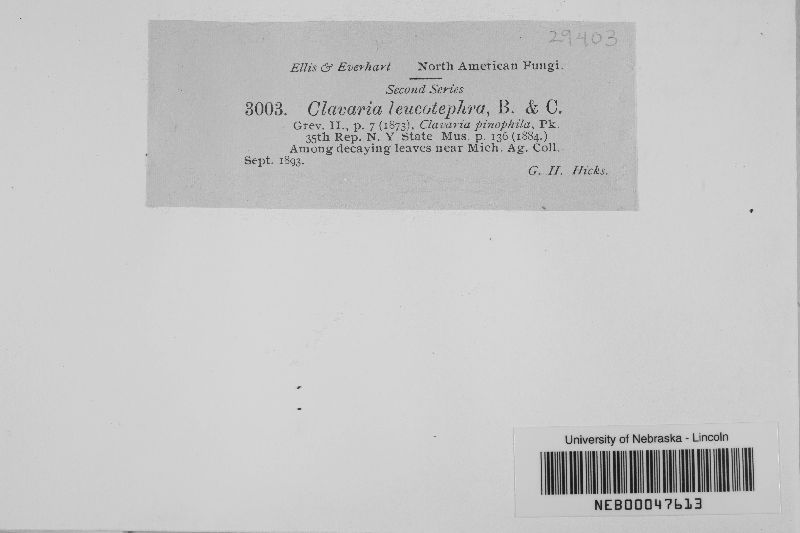 29403
Ellis & Everhart North American Fungi.
Second Series
3003. Clavaria leucotephra, B. & C.
Grev. II., p. 7 (1873), Clavaria pinophila, Pk.
35th Rep. N. Y State Mus. p. 136 (1884.)
Among decaying leaves near Mich. Ag. Coll.
Sept. 1893.
G. H. Hicks.
University of Nebraska - Lincoln
NEB00047613